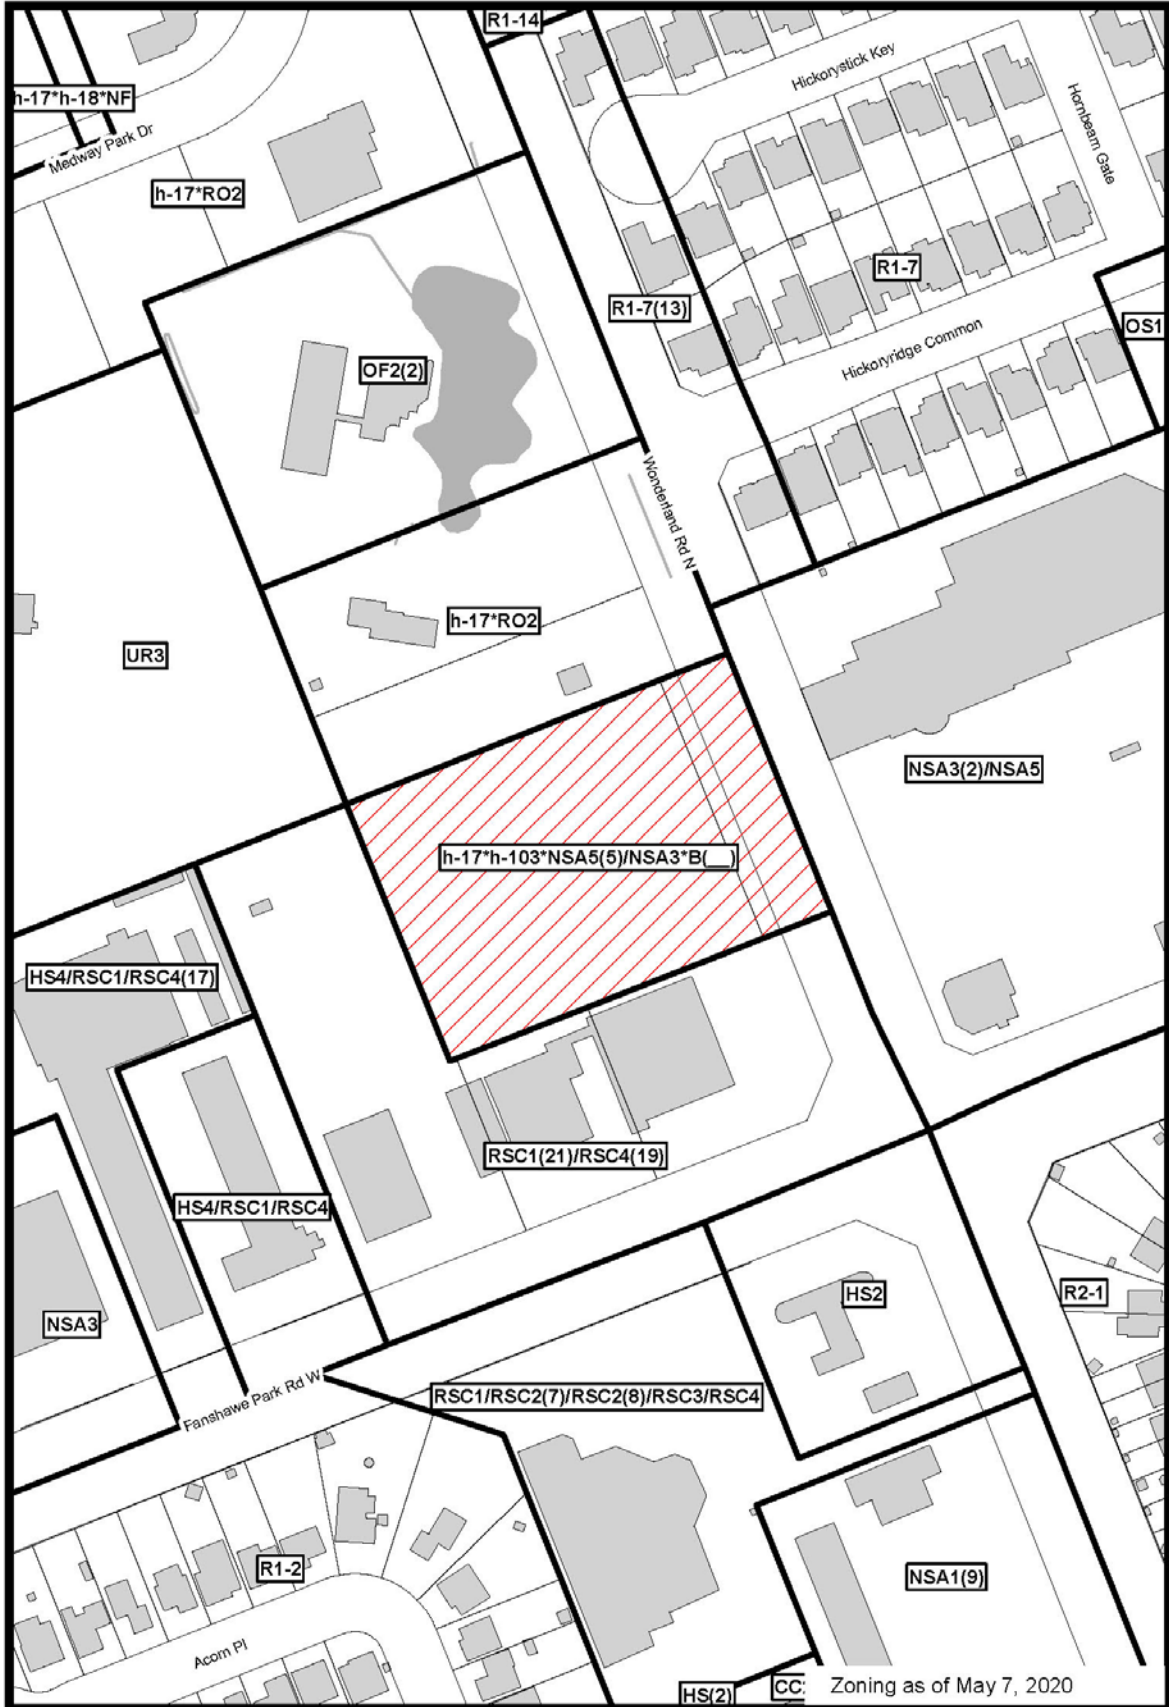 R1-14
Hickorystick Key
h-17*h-18*NF
Medway Park Dr
Hornbeam Gate
h-17*RO2
R1-7
R1-7(13)
OS1
Hickoryridge Common
OF2(2)
Wonderland Rd N
h-17*RO2
UR3
NSA3(2)/NSA5
h-17*h-103*NSA5(5)/NSA3*B(__)
HS4/RSC1/RSC4(17)
RSC1(21)/RSC4(19)
HS4/RSC1/RSC4
HS2
R2-1
NSA3
Fanshawe Park Rd W
RSC1/RSC2(7)/RSC2(8)/RSC3/RSC4
R1-2
NSA1(9)
Acorn Pl
HS(2)
Zoning as of May 7, 2020